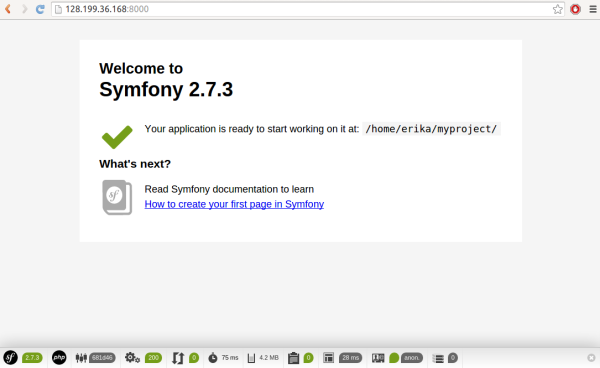 128.199.36.168:8000
Welcome to
Symfony 2.7.3
Your application is ready to start working on it at: /home/erika/myproject/
What's next?
sf
Read Symfony documentation to learn
How to create your first page in Symfony
sf 2.7.3 php 681d46 200 0 75 ms 4.2 MB 0 28 ms anon. 0